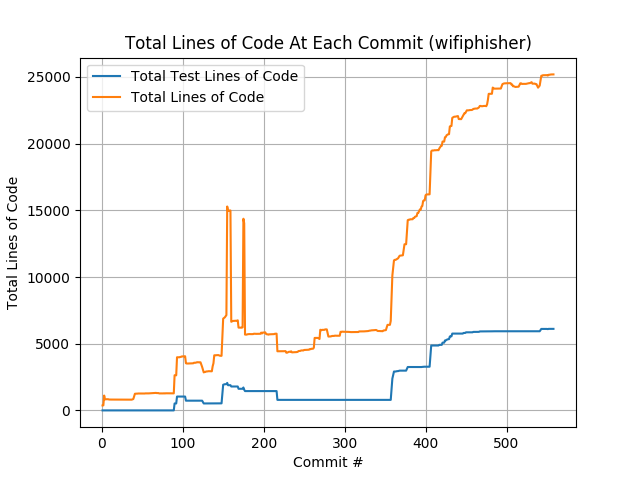 Total Lines of Code At Each Commit (wifiphisher)
Total Test Lines of Code
Total Lines of Code
Total Lines of Code
25000
20000
15000
10000
5000
0
0 100 200 300 400 500
Commit #